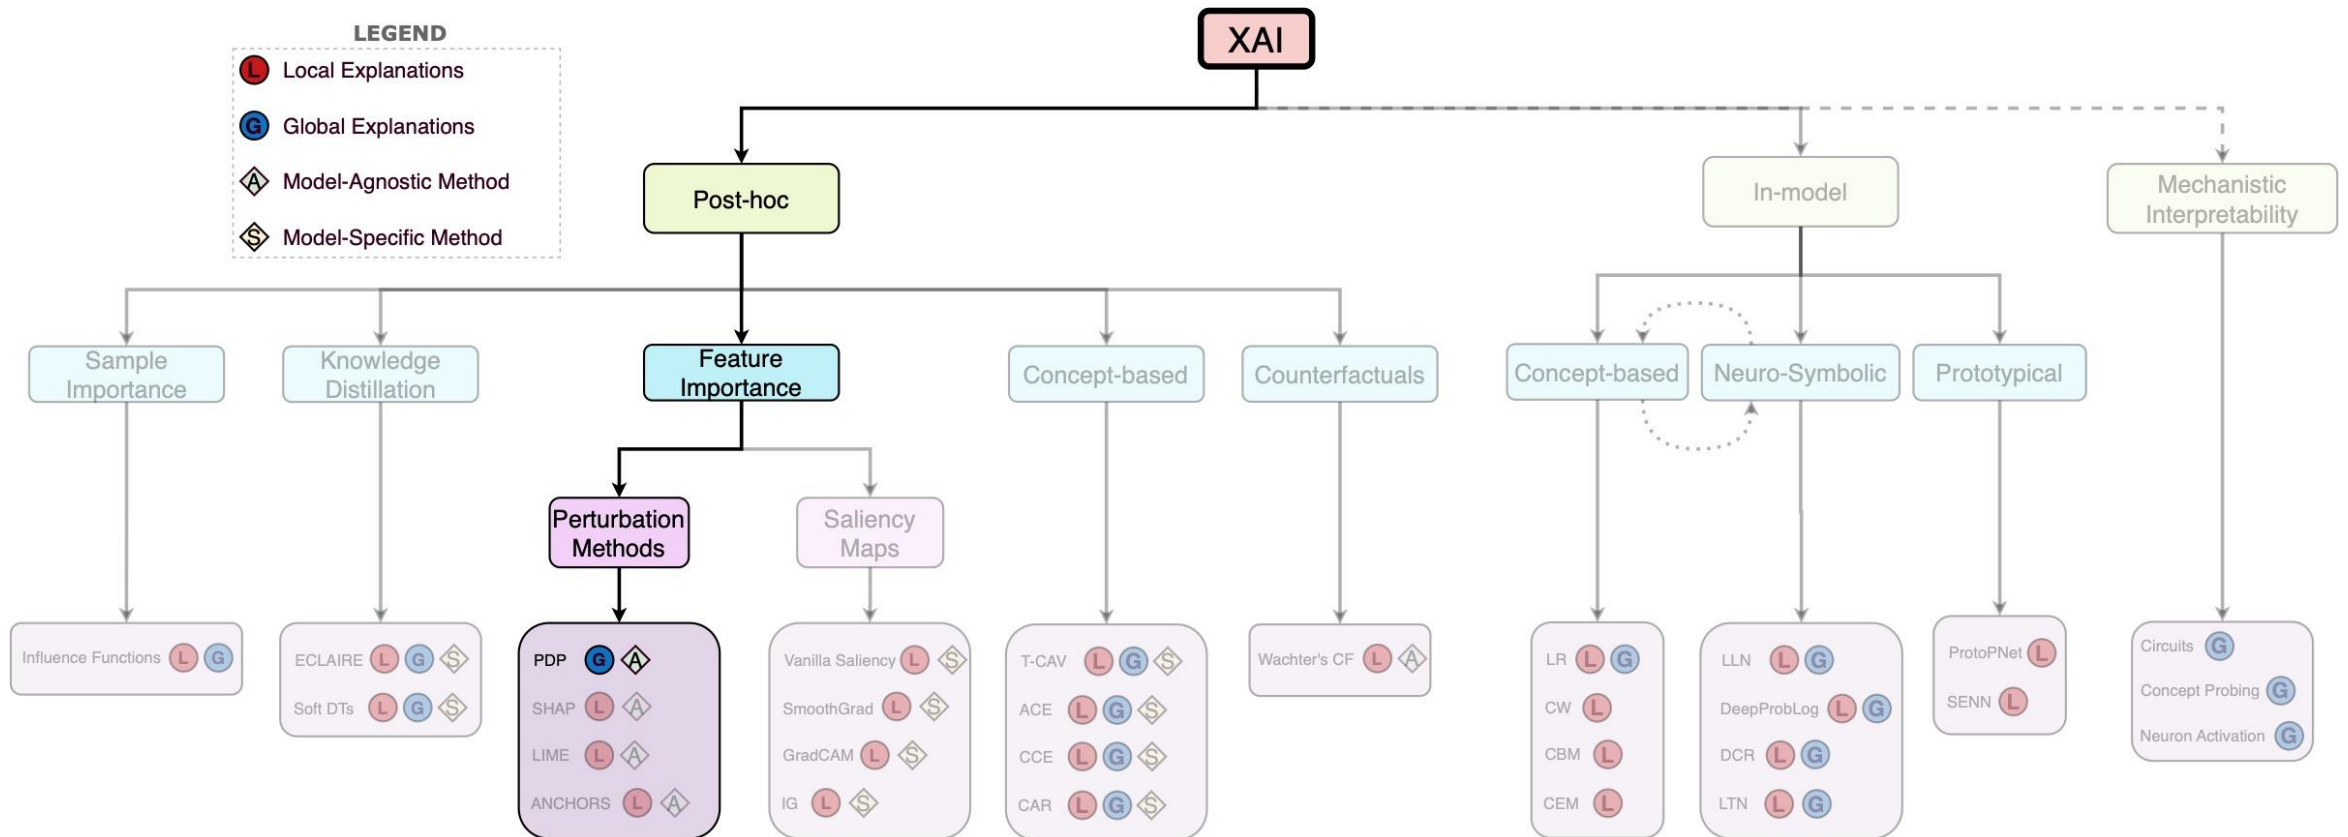 XAI
LEGEND
L Local Explanations
G Global Explanations
A Model-Agnostic Method
S Model-Specific Method
Post-hoc
In-model
Mechanistic
Interpretability
Sample
Importance
Knowledge
Distillation
Feature
Importance
Concept-based
Counterfactuals
Concept-based
Neuro-Symbolic
Prototypical
Perturbation
Methods
Saliency
Maps
Influence Functions L G
ECLAIRE L G S
Soft DTs L G S
PDP G A
SHAP L A
LIME L A
ANCHORS L A
Vanilla Saliency L S
SmoothGrad L S
GradCAM L S
IG L S
T-CAV L G S
ACE L G S
CCE L G S
CAR L G S
Wachter's CF L A
LR L G
CW L
CBM L
CEM L
LLN L G
DeepProbLog L G
DCR L G
LTN L G
ProtoPNet L
SENN L
Circuits G
Concept Probing G
Neuron Activation G